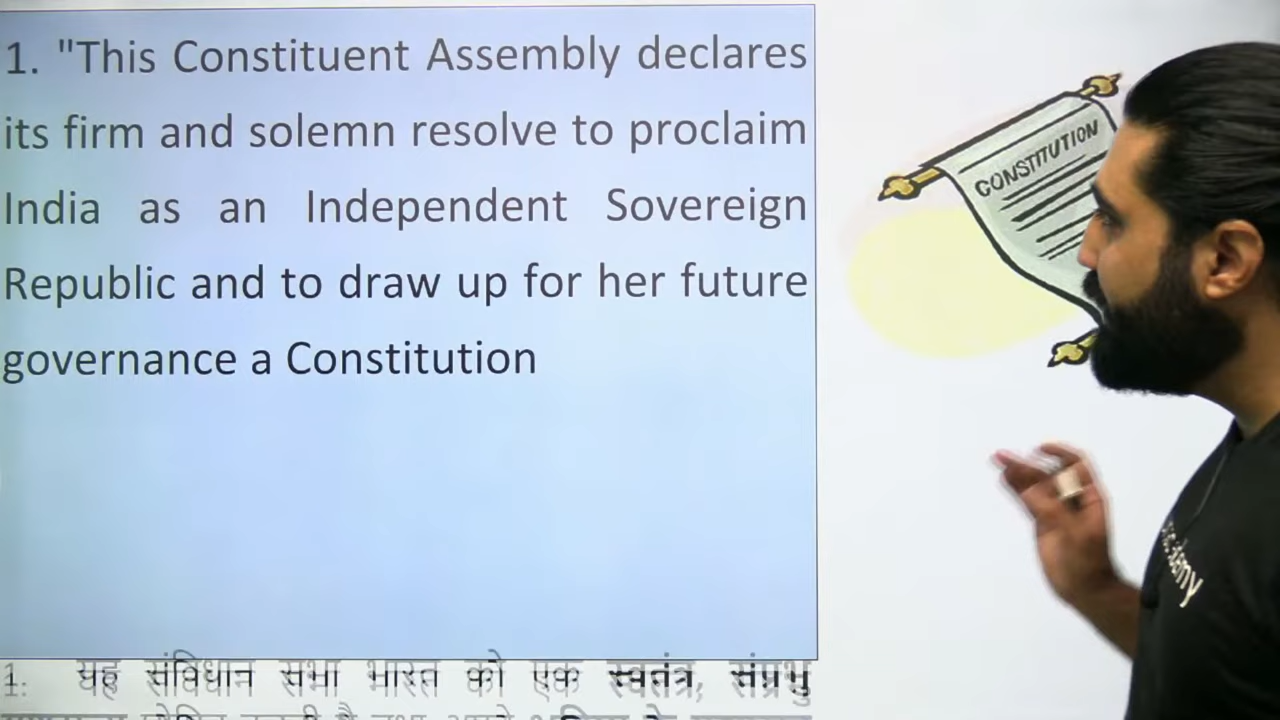 1. "This Constituent Assembly declares
its firm and solemn resolve to proclaim
India as an Independent Sovereign
Republic and to draw up for her future
governance a Constitution
CONSTITUTION
1. यह संविधान सभा भारत को एक स्वतंत्र, संप्रभु